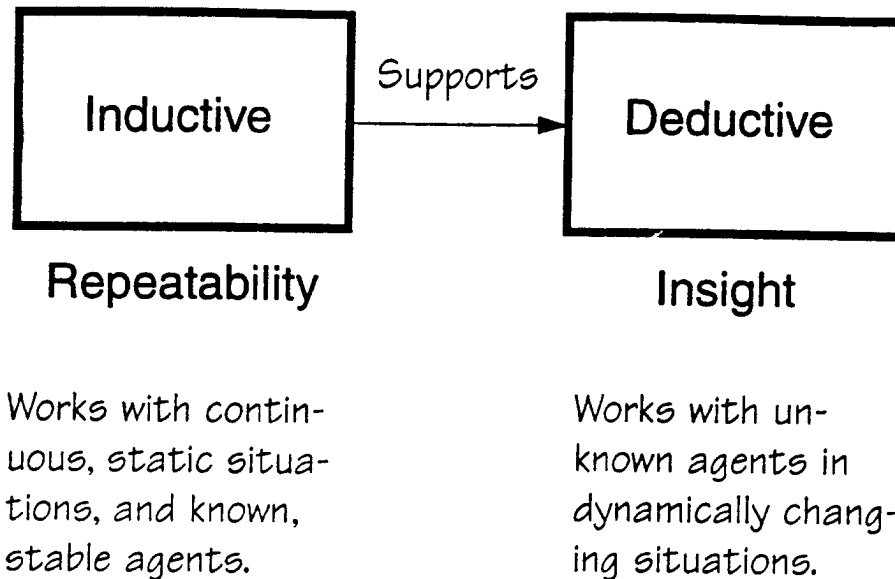 Inductive
Supports
Deductive
Repeatability
Insight
Works with contin-
uous, static situa-
tions, and known,
stable agents.
Works with un-
known agents in
dynamically chang-
ing situations.